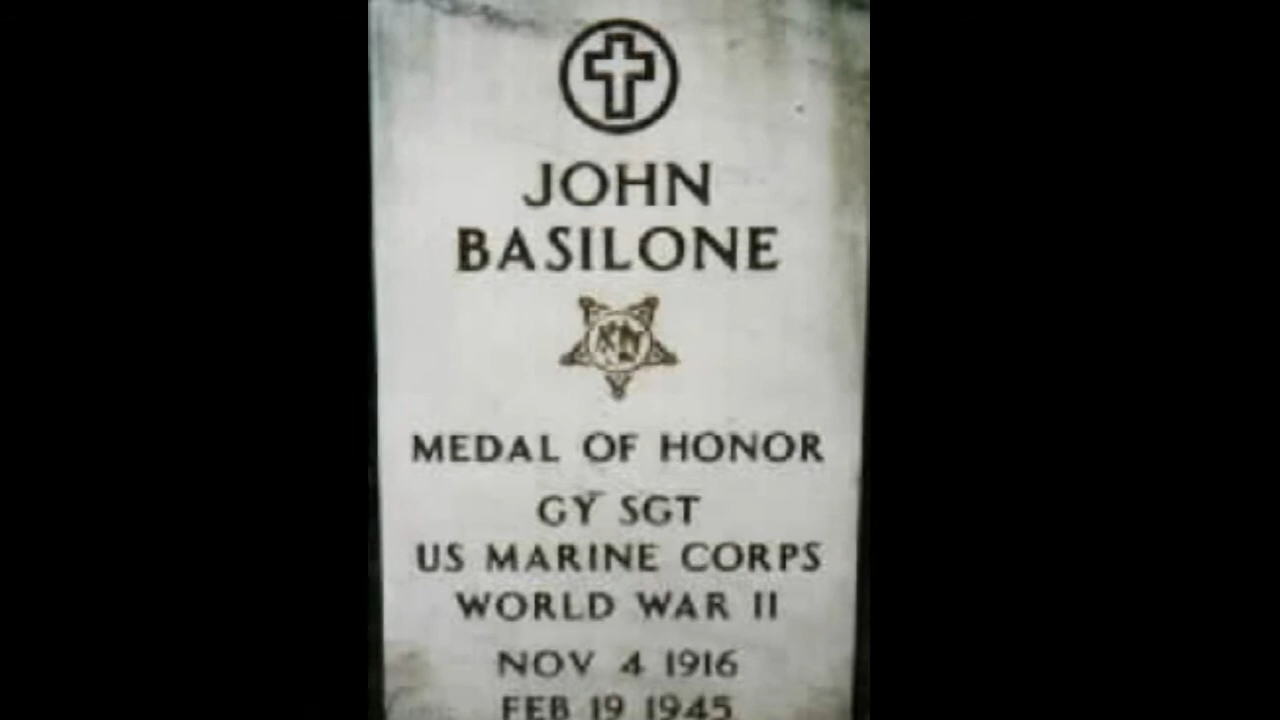 JOHN
BASILONE
MEDAL OF HONOR
GY SGT
US MARINE CORPS
WORLD WAR II
NOV 4 1916
FEB 19 1945